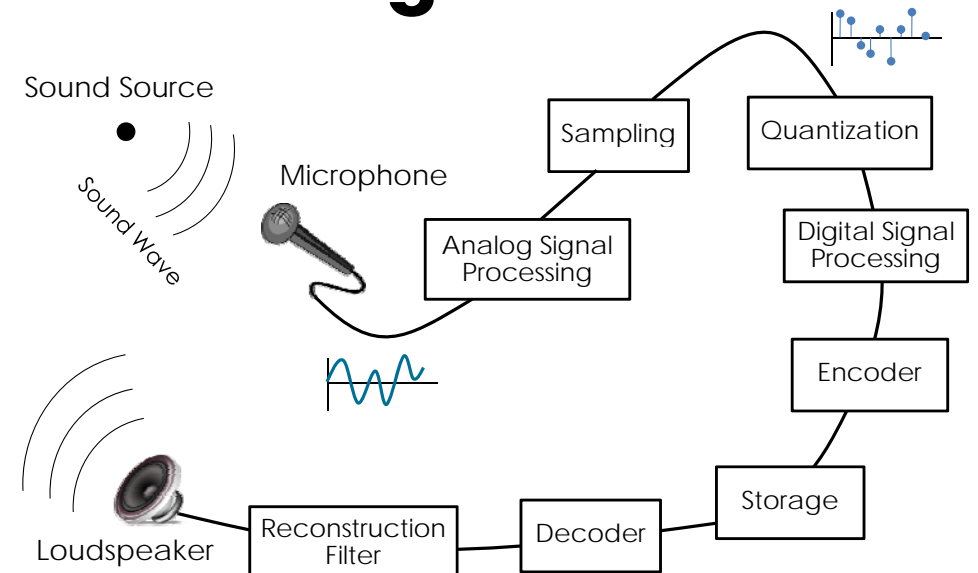 Sound Source
Sound Wave
Microphone
Analog Signal
Processing
Sampling
Quantization
Digital Signal
Processing
Encoder
Storage
Decoder
Reconstruction
Filter
Loudspeaker